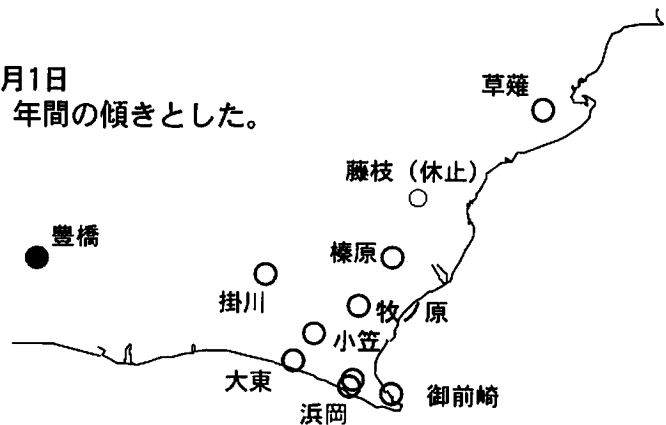 月1日
年間の傾きとした。
草薙
藤枝（休止）
豊橋
榛原
掛川
牧ノ原
小笠
大東
浜岡
御前崎